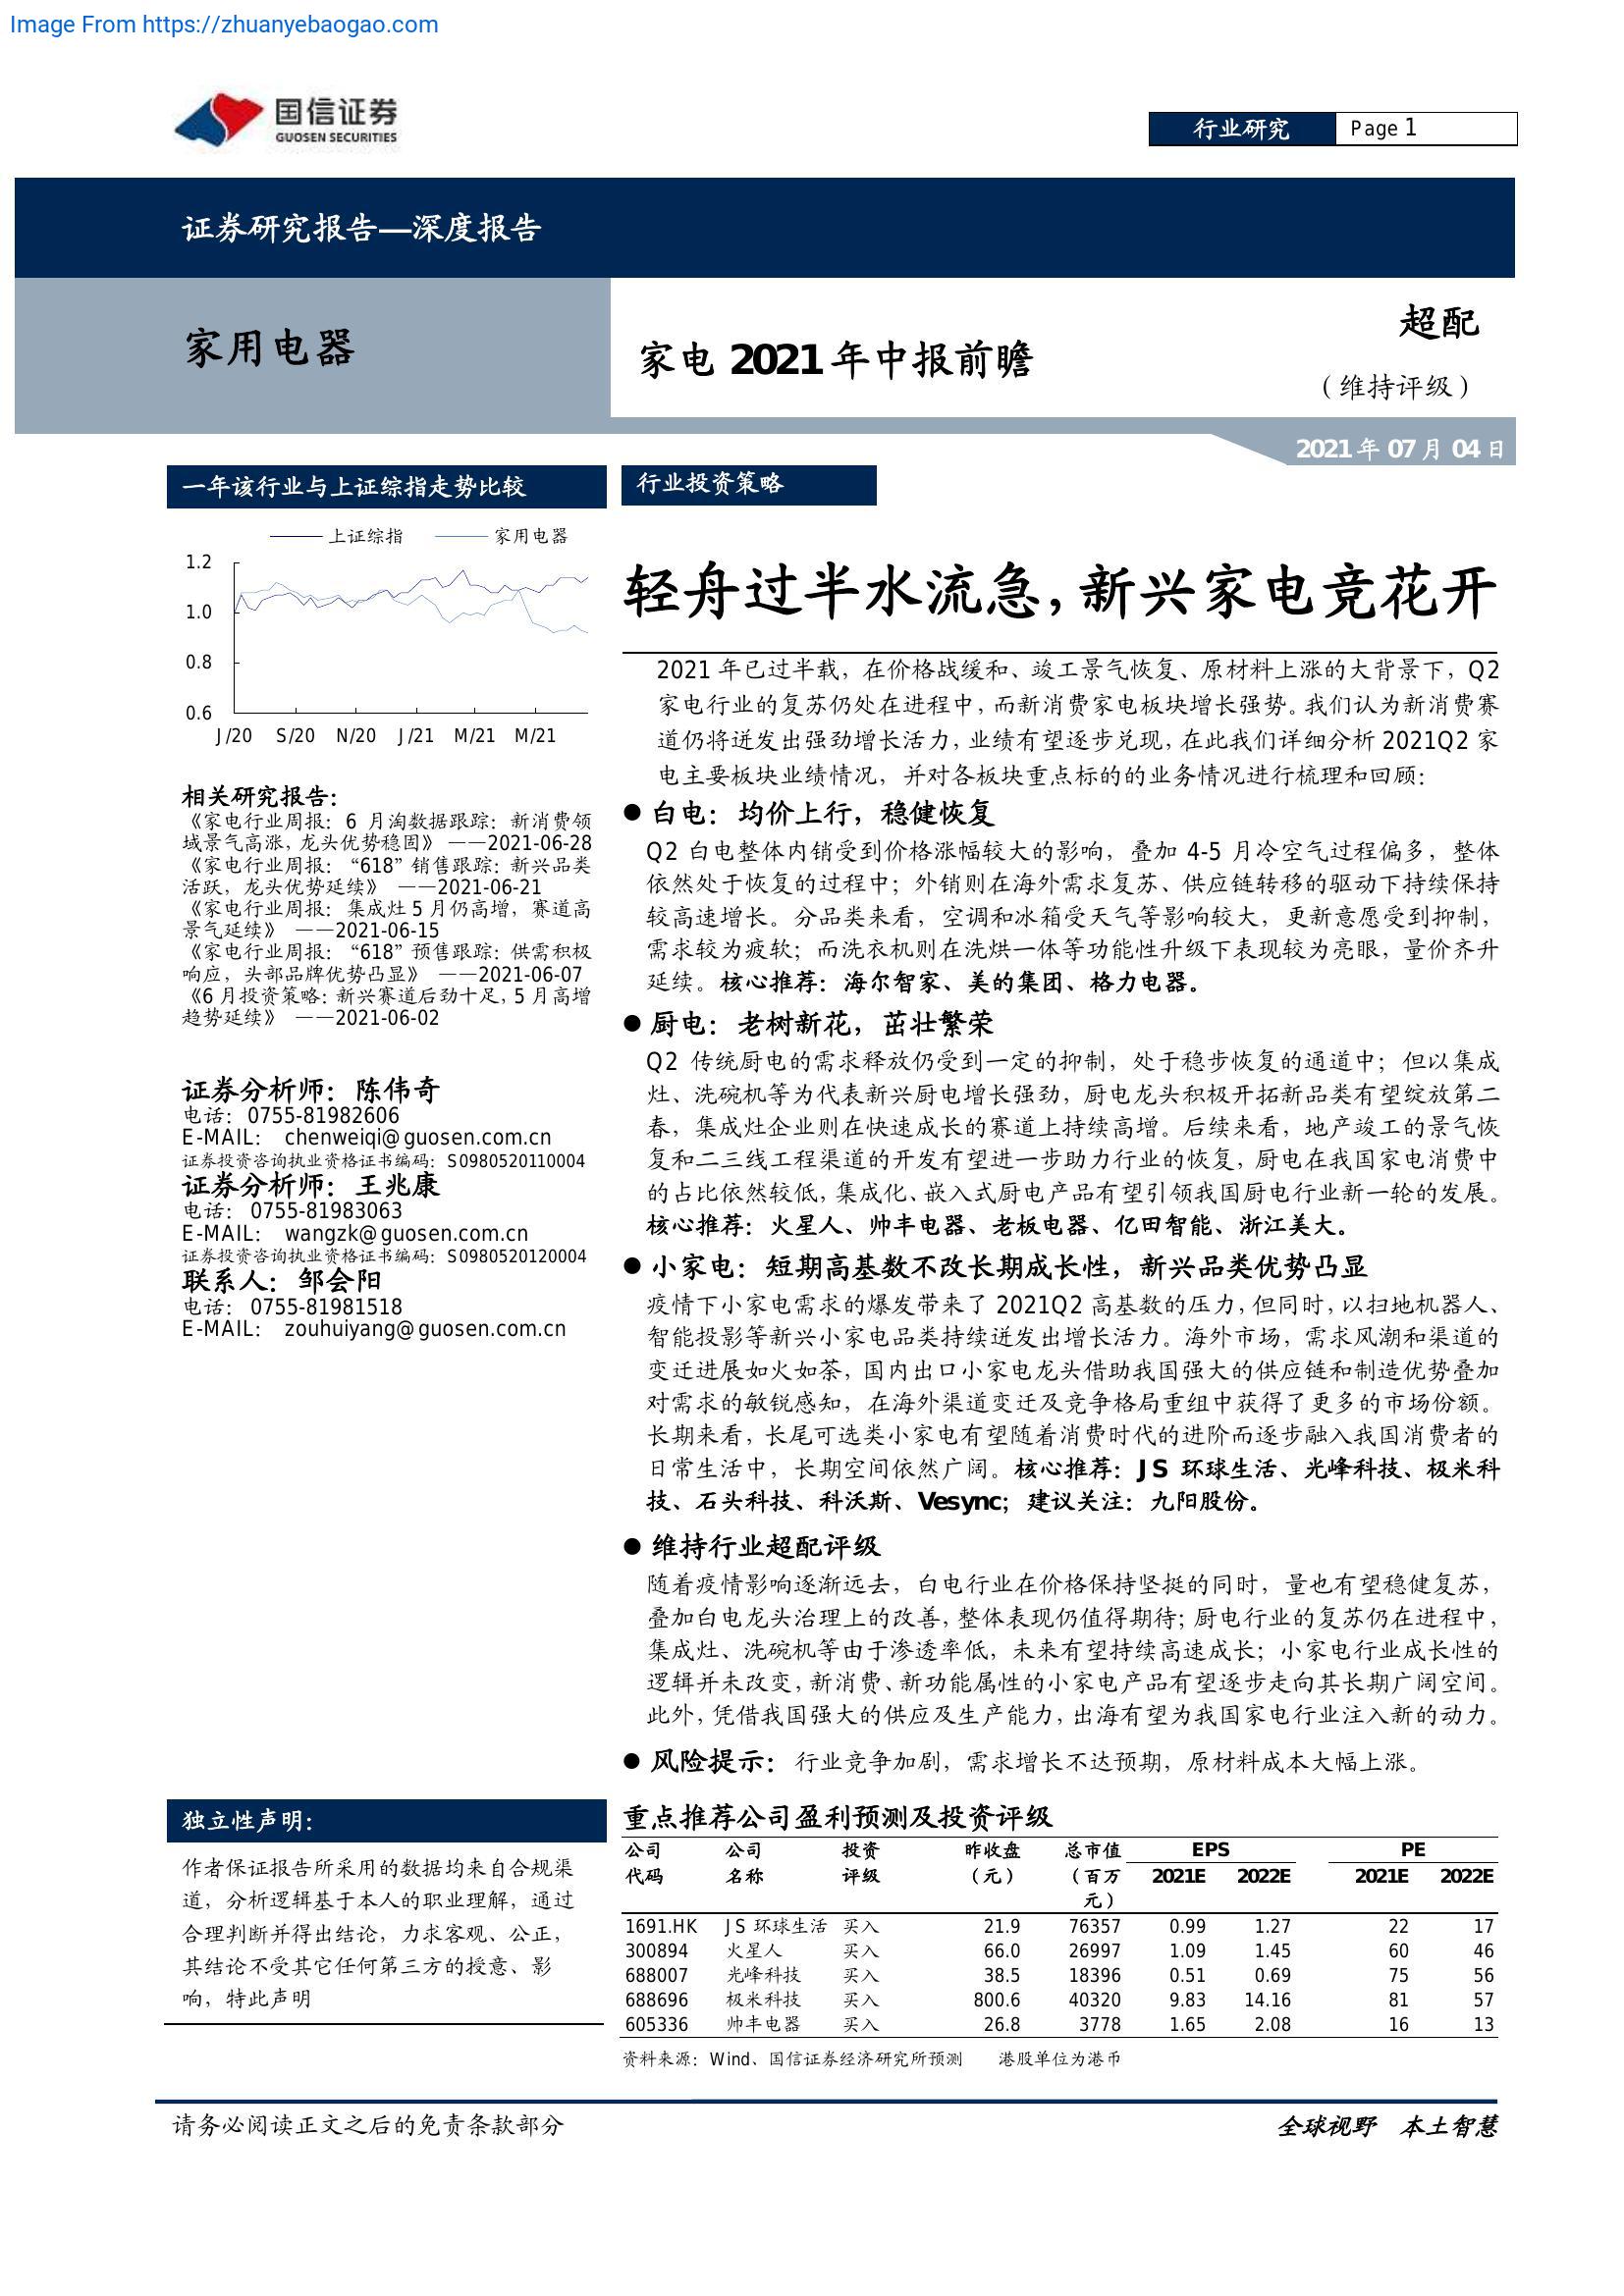 Image From https://zhuanyebaogao.com
国信证券
GUOSEN SECURITIES
行业研究 Page 1
证券研究报告—深度报告
家用电器
家电 2021 年中报前瞻
超配
（维持评级）
2021 年 07 月 04 日
一年该行业与上证综指走势比较
上证综指 家用电器
1.2
1.0
0.8
0.6
J/20 S/20 N/20 J/21 M/21 M/21
相关研究报告：
《家电行业周报：6 月淘数据跟踪：新消费领
域景气高涨，龙头优势稳固》 ——2021-06-28
《家电行业周报：“618”销售跟踪：新兴品类
活跃，龙头优势延续》 ——2021-06-21
《家电行业周报：集成灶 5 月仍高增，赛道高
景气延续》 ——2021-06-15
《家电行业周报：“618”预售跟踪：供需积极
响应，头部品牌优势凸显》 ——2021-06-07
《6 月投资策略：新兴赛道后劲十足，5 月高增
趋势延续》 ——2021-06-02
证券分析师：陈伟奇
电话：0755-81982606
E-MAIL： chenweiqi@guosen.com.cn
证券投资咨询执业资格证书编码：S0980520110004
证券分析师：王兆康
电话： 0755-81983063
E-MAIL： wangzk@guosen.com.cn
证券投资咨询执业资格证书编码：S0980520120004
联系人：邹会阳
电话： 0755-81981518
E-MAIL： zouhuiyang@guosen.com.cn
独立性声明：
作者保证报告所采用的数据均来自合规渠
道，分析逻辑基于本人的职业理解，通过
合理判断并得出结论，力求客观、公正，
其结论不受其它任何第三方的授意、影
响，特此声明
行业投资策略
轻舟过半水流急，新兴家电竞花开
2021 年已过半载，在价格战缓和、竣工景气恢复、原材料上涨的大背景下，Q2
家电行业的复苏仍处在进程中，而新消费家电板块增长强势。我们认为新消费赛
道仍将迸发出强劲增长活力，业绩有望逐步兑现，在此我们详细分析 2021Q2 家
电主要板块业绩情况，并对各板块重点标的的业务情况进行梳理和回顾：
● 白电：均价上行，稳健恢复
Q2 白电整体内销受到价格涨幅较大的影响，叠加 4-5 月冷空气过程偏多，整体
依然处于恢复的过程中；外销则在海外需求复苏、供应链转移的驱动下持续保持
较高速增长。分品类来看，空调和冰箱受天气等影响较大，更新意愿受到抑制，
需求较为疲软；而洗衣机则在洗烘一体等功能性升级下表现较为亮眼，量价齐升
延续。核心推荐：海尔智家、美的集团、格力电器。
● 厨电：老树新花，茁壮繁荣
Q2 传统厨电的需求释放仍受到一定的抑制，处于稳步恢复的通道中；但以集成
灶、洗碗机等为代表新兴厨电增长强劲，厨电龙头积极开拓新品类有望绽放第二
春，集成灶企业则在快速成长的赛道上持续高增。后续来看，地产竣工的景气恢
复和二三线工程渠道的开发有望进一步助力行业的恢复，厨电在我国家电消费中
的占比依然较低，集成化、嵌入式厨电产品有望引领我国厨电行业新一轮的发展。
核心推荐：火星人、帅丰电器、老板电器、亿田智能、浙江美大。
● 小家电：短期高基数不改长期成长性，新兴品类优势凸显
疫情下小家电需求的爆发带来了 2021Q2 高基数的压力，但同时，以扫地机器人、
智能投影等新兴小家电品类持续迸发出增长活力。海外市场，需求风潮和渠道的
变迁进展如火如荼，国内出口小家电龙头借助我国强大的供应链和制造优势叠加
对需求的敏锐感知，在海外渠道变迁及竞争格局重组中获得了更多的市场份额。
长期来看，长尾可选类小家电有望随着消费时代的进阶而逐步融入我国消费者的
日常生活中，长期空间依然广阔。核心推荐：JS 环球生活、光峰科技、极米科
技、石头科技、科沃斯、Vesync；建议关注：九阳股份。
● 维持行业超配评级
随着疫情影响逐渐远去，白电行业在价格保持坚挺的同时，量也有望稳健复苏，
叠加白电龙头治理上的改善，整体表现仍值得期待；厨电行业的复苏仍在进程中，
集成灶、洗碗机等由于渗透率低，未来有望持续高速成长；小家电行业成长性的
逻辑并未改变，新消费、新功能属性的小家电产品有望逐步走向其长期广阔空间。
此外，凭借我国强大的供应及生产能力，出海有望为我国家电行业注入新的动力。
● 风险提示：行业竞争加剧，需求增长不达预期，原材料成本大幅上涨。
重点推荐公司盈利预测及投资评级
公司 公司 投资 昨收盘 总市值 EPS PE
代码 名称 评级 （元） （百万 2021E 2022E 2021E 2022E
元）
1691.HK JS 环球生活 买入 21.9 76357 0.99 1.27 22 17
300894 火星人 买入 66.0 26997 1.09 1.45 60 46
688007 光峰科技 买入 38.5 18396 0.51 0.69 75 56
688696 极米科技 买入 800.6 40320 9.83 14.16 81 57
605336 帅丰电器 买入 26.8 3778 1.65 2.08 16 13
资料来源：Wind、国信证券经济研究所预测 港股单位为港币
请务必阅读正文之后的免责条款部分
全球视野 本土智慧